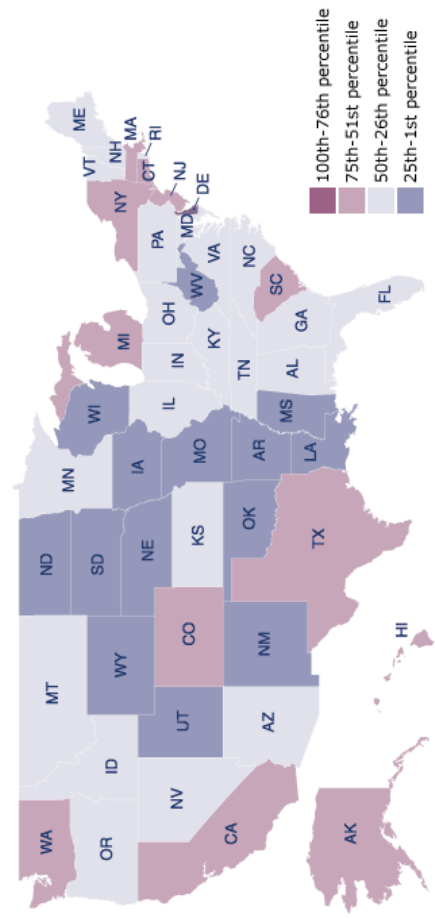 WA
OR
CA
AK
ID
NV
MT
WY
UT
AZ
CO
NM
HI
ND
SD
NE
KS
OK
TX
MN
IA
MO
AR
LA
WI
IL
MS
MI
IN
KY
TN
AL
OH
WV
GA
SC
FL
NY
PA
MD
VA
NC
VT
NH
ME
MA
CT
RI
NJ
DE
100th-76th percentile
75th-51st percentile
50th-26th percentile
25th-1st percentile